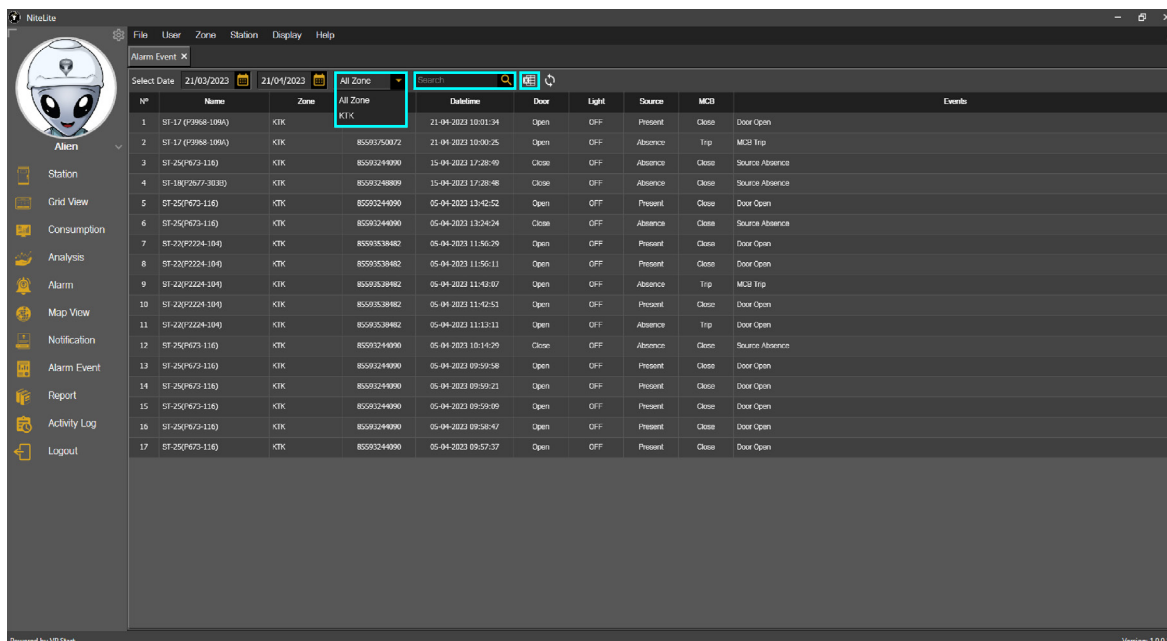 NiteLite
File User Zone Station Display Help
Alarm Event
Select Date 21/03/2023 21/04/2023 All Zone Search
All Zone
KTK
Nº Name Zone Datetime Door Light Source MCB Events
1 ST-17 (P3968-109A) KTK 21-04-2023 10:01:34 Open OFF Present Close Door Open
2 ST-17 (P3968-109A) KTK 85593750072 21-04-2023 10:00:25 Open OFF Absence Trip MCB Trip
3 ST-25(P673-116) KTK 85593244090 15-04-2023 17:28:49 Close OFF Absence Close Source Absence
4 ST-18(P2677-303B) KTK 85593248809 15-04-2023 17:28:48 Close OFF Absence Close Source Absence
5 ST-25(P673-116) KTK 85593244090 05-04-2023 13:42:52 Open OFF Present Close Door Open
6 ST-25(P673-116) KTK 85593244090 05-04-2023 13:24:24 Close OFF Absence Close Source Absence
7 ST-22(P2224-104) KTK 85593538482 05-04-2023 11:56:29 Open OFF Present Close Door Open
8 ST-22(P2224-104) KTK 85593538482 05-04-2023 11:56:11 Open OFF Present Close Door Open
9 ST-22(P2224-104) KTK 85593538482 05-04-2023 11:43:07 Open OFF Absence Trip MCB Trip
10 ST-22(P2224-104) KTK 85593538482 05-04-2023 11:42:51 Open OFF Present Close Door Open
11 ST-22(P2224-104) KTK 85593538482 05-04-2023 11:13:11 Open OFF Absence Trip Door Open
12 ST-25(P673-116) KTK 85593244090 05-04-2023 10:14:29 Close OFF Absence Close Source Absence
13 ST-25(P673-116) KTK 85593244090 05-04-2023 09:59:58 Open OFF Present Close Door Open
14 ST-25(P673-116) KTK 85593244090 05-04-2023 09:59:21 Open OFF Present Close Door Open
15 ST-25(P673-116) KTK 85593244090 05-04-2023 09:59:09 Open OFF Present Close Door Open
16 ST-25(P673-116) KTK 85593244090 05-04-2023 09:58:47 Open OFF Present Close Door Open
17 ST-25(P673-116) KTK 85593244090 05-04-2023 09:57:37 Open OFF Present Close Door Open
Alien
Station
Grid View
Consumption
Analysis
Alarm
Map View
Notification
Alarm Event
Report
Activity Log
Logout